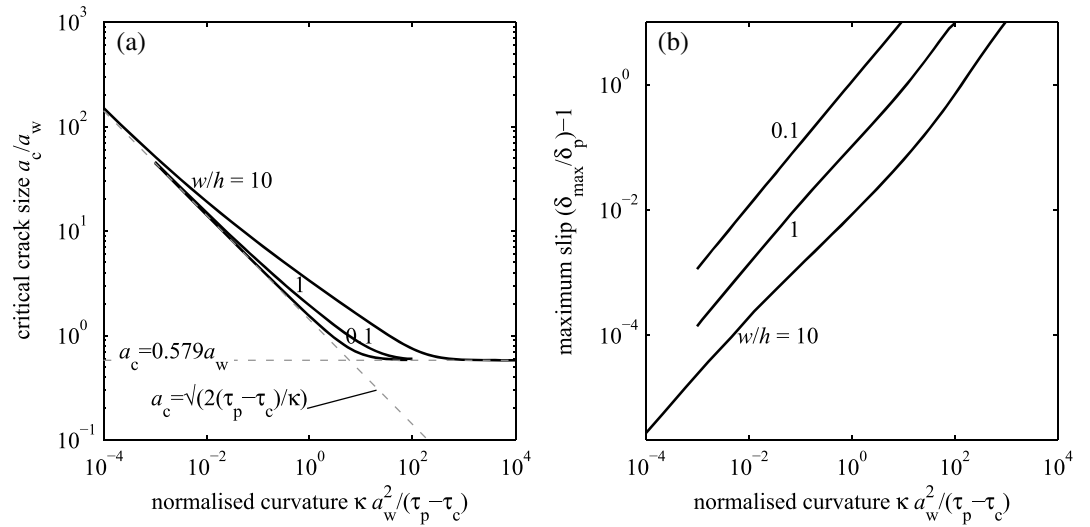 (a)
critical crack size a_c/a_w
10^3
10^2
10^1
10^0
10^−1
w/h = 10
1
0.1
a_c=0.579a_w
a_c=√(2(τ_p−τ_c)/κ)
10^−4
10^−2
10^0
10^2
10^4
normalised curvature κ a_w^2/(τ_p−τ_c)
(b)
maximum slip (δ_max/δ_p)−1
10^0
10^−2
10^−4
0.1
1
w/h = 10
10^−4
10^−2
10^0
10^2
10^4
normalised curvature κ a_w^2/(τ_p−τ_c)